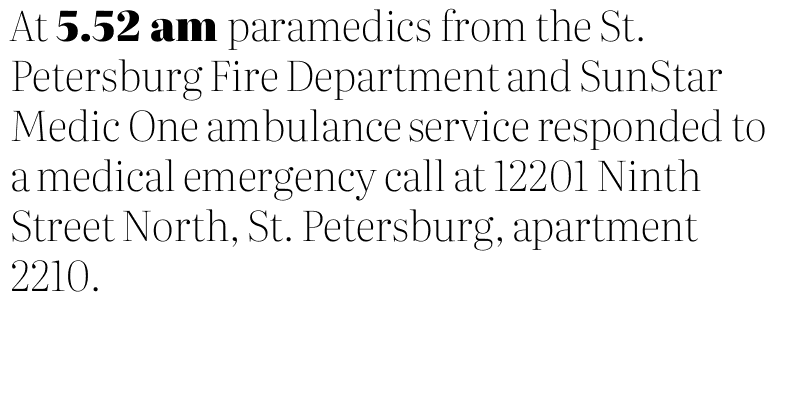 At 5.52 am paramedics from the St.
Petersburg Fire Department and SunStar
Medic One ambulance service responded to
a medical emergency call at 12201 Ninth
Street North, St. Petersburg, apartment
2210.